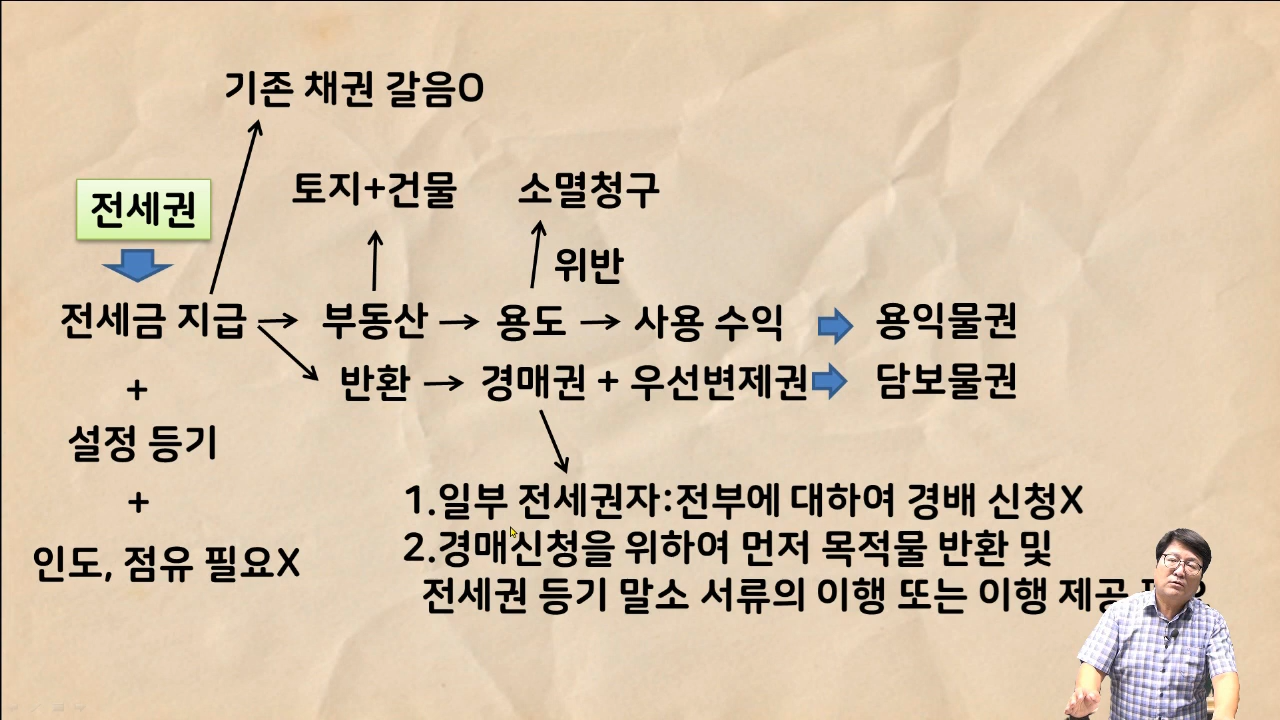 기존 채권 갈음O
토지+건물 소멸청구
전세권
위반
전세금 지급 → 부동산 → 용도 → 사용 수익 용익물권
반환 → 경매권 + 우선변제권 담보물권
+
설정 등기
+
인도, 점유 필요X
1.일부 전세권자:전부에 대하여 경배 신청X
2.경매신청을 위하여 먼저 목적물 반환 및
전세권 등기 말소 서류의 이행 또는 이행 제공